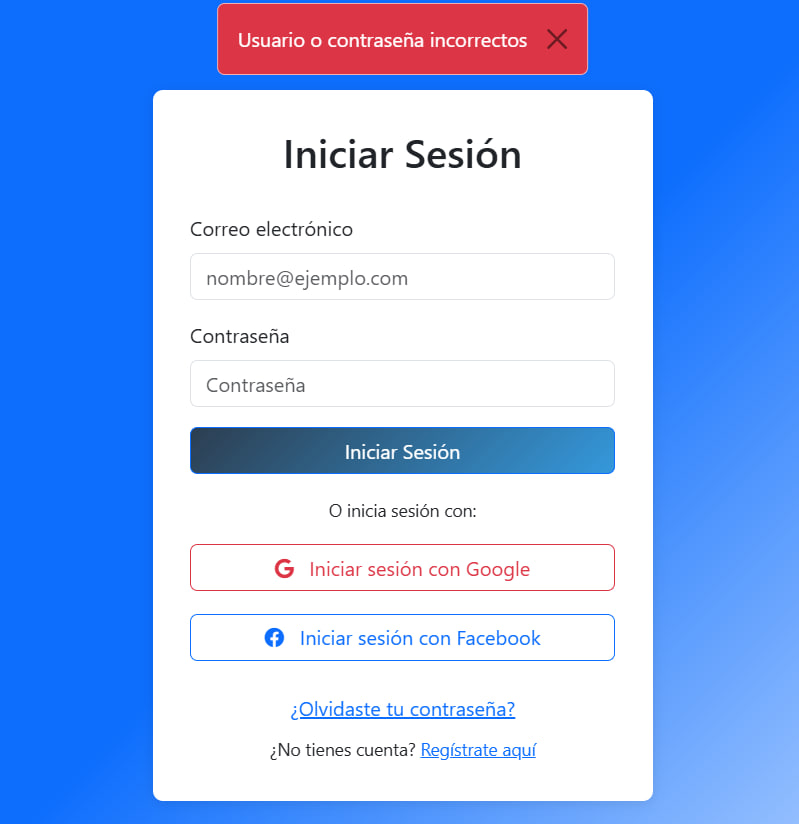 Usuario o contraseña incorrectos
Iniciar Sesión
Correo electrónico
nombre@ejemplo.com
Contraseña
Contraseña
Iniciar Sesión
O inicia sesión con:
Iniciar sesión con Google
Iniciar sesión con Facebook
¿Olvidaste tu contraseña?
¿No tienes cuenta? Regístrate aquí